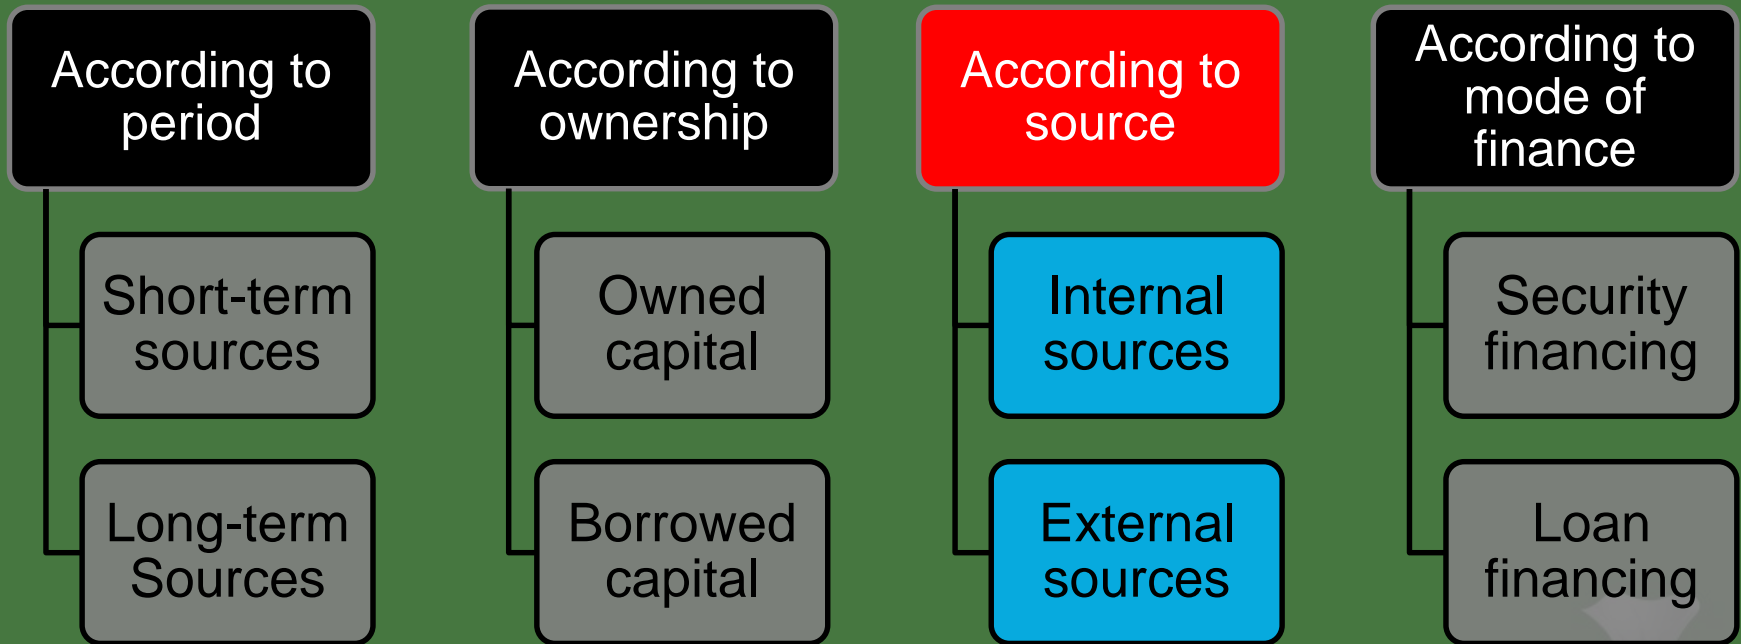 According to
period
Short-term
sources
Long-term
Sources
According to
ownership
Owned
capital
Borrowed
capital
According to
source
Internal
sources
External
sources
According to
mode of
finance
Security
financing
Loan
financing